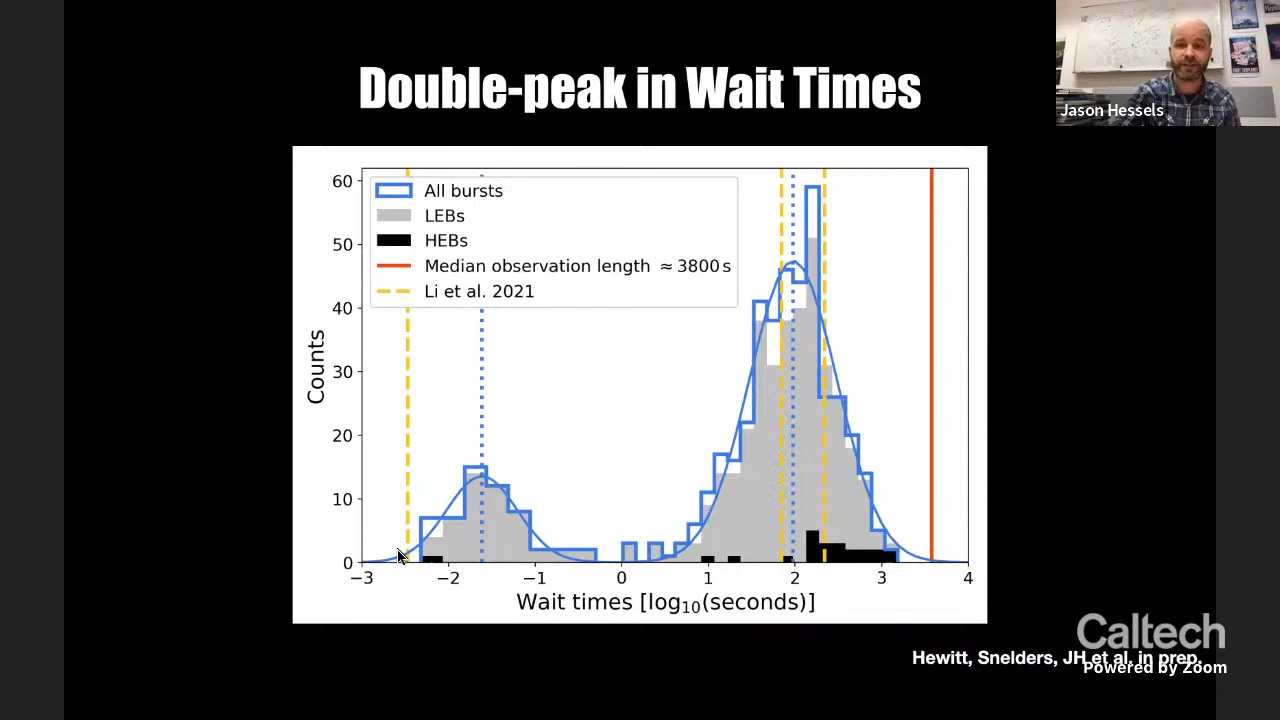 Double-peak in Wait Times
Jason Hessels
All bursts
LEBs
HEBs
Median observation length ≈3800s
Li et al. 2021
60
50
40
30
20
10
0
Counts
−3 −2 −1 0 1 2 3 4
Wait times [log10(seconds)]
Caltech
Hewitt, Snelders, JH et al. in prep.
Powered by Zoom